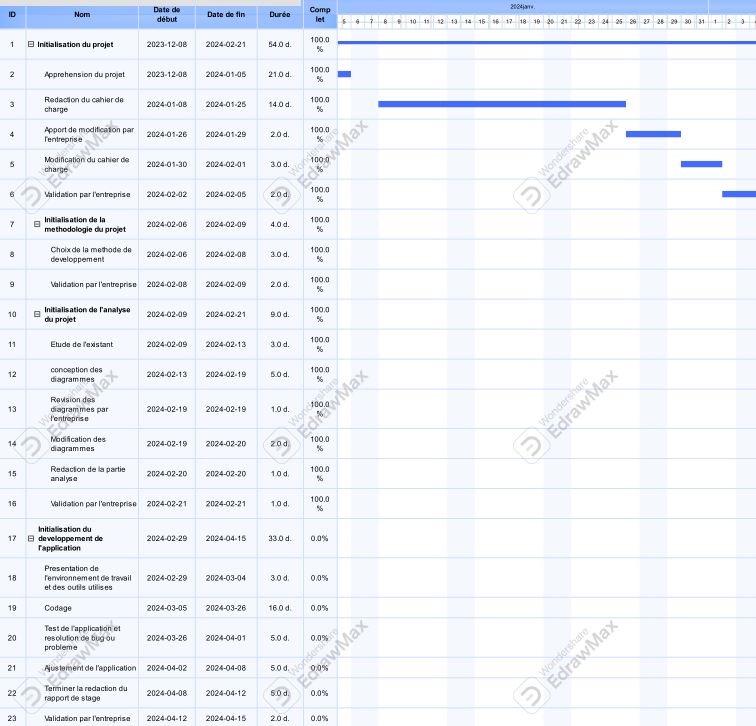 2024janv.
ID Nom Date de début Date de fin Durée Comp let
5 6 7 8 9 10 11 12 13 14 15 16 17 18 19 20 21 22 23 24 25 26 27 28 29 30 31 1 2 3
1 Initialisation du projet 2023-12-08 2024-02-21 54.0 d. 100.0 %
2 Apprehension du projet 2023-12-08 2024-01-05 21.0 d. 100.0 %
3 Redaction du cahier de charge 2024-01-08 2024-01-25 14.0 d. 100.0 %
4 Apport de modification par l'entreprise 2024-01-26 2024-01-29 2.0 d. 100.0 %
5 Modification du cahier de charge 2024-01-30 2024-02-01 3.0 d. 100.0 %
6 Validation par l'entreprise 2024-02-02 2024-02-05 2.0 d. 100.0 %
7 Initialisation de la methodologie du projet 2024-02-06 2024-02-09 4.0 d. 100.0 %
8 Choix de la methode de developpement 2024-02-06 2024-02-08 3.0 d. 100.0 %
9 Validation par l'entreprise 2024-02-08 2024-02-09 2.0 d. 100.0 %
10 Initialisation de l'analyse du projet 2024-02-09 2024-02-21 9.0 d. 100.0 %
11 Etude de l'existant 2024-02-09 2024-02-13 3.0 d. 100.0 %
12 conception des diagrammes 2024-02-13 2024-02-19 5.0 d. 100.0 %
13 Revision des diagrammes par l'entreprise 2024-02-19 2024-02-19 1.0 d. 100.0 %
14 Modification des diagrammes 2024-02-19 2024-02-20 2.0 d. 100.0 %
15 Redaction de la partie analyse 2024-02-20 2024-02-20 1.0 d. 100.0 %
16 Validation par l'entreprise 2024-02-21 2024-02-21 1.0 d. 100.0 %
17 Initialisation du developpement de l'application 2024-02-29 2024-04-15 33.0 d. 0.0%
18 Presentation de l'environnement de travail et des outils utilises 2024-02-29 2024-03-04 3.0 d. 0.0%
19 Codage 2024-03-05 2024-03-26 16.0 d. 0.0%
20 Test de l'application et resolution de bug ou probleme 2024-03-26 2024-04-01 5.0 d. 0.0%
21 Ajustement de l'application 2024-04-02 2024-04-08 5.0 d. 0.0%
22 Terminer la redaction du rapport de stage 2024-04-08 2024-04-12 5.0 d. 0.0%
23 Validation par l'entreprise 2024-04-12 2024-04-15 2.0 d. 0.0%
Wondershare EdrawMax
Wondershare EdrawMax
Wondershare EdrawMax
Wondershare EdrawMax
Wondershare EdrawMax
Wondershare EdrawMax
Wondershare EdrawMax
Wondershare EdrawMax
Wondershare EdrawMax